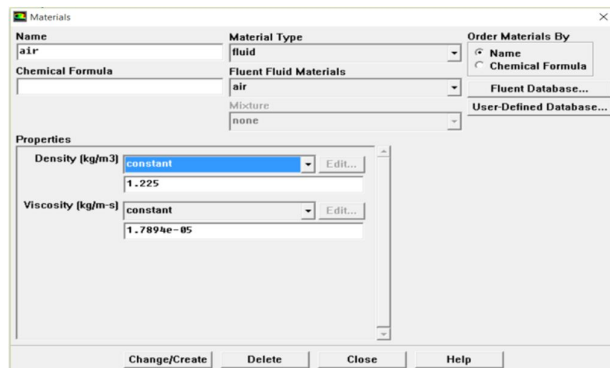 Materials
Name
air
Material Type
fluid
Order Materials By
Name
Chemical Formula
Chemical Formula
Fluent Fluid Materials
air
Fluent Database...
Mixture
none
User-Defined Database...
Properties
Density (kg/m3)
constant
Edit...
1.225
Viscosity (kg/m-s)
constant
Edit...
1.7894e-05
Change/Create
Delete
Close
Help